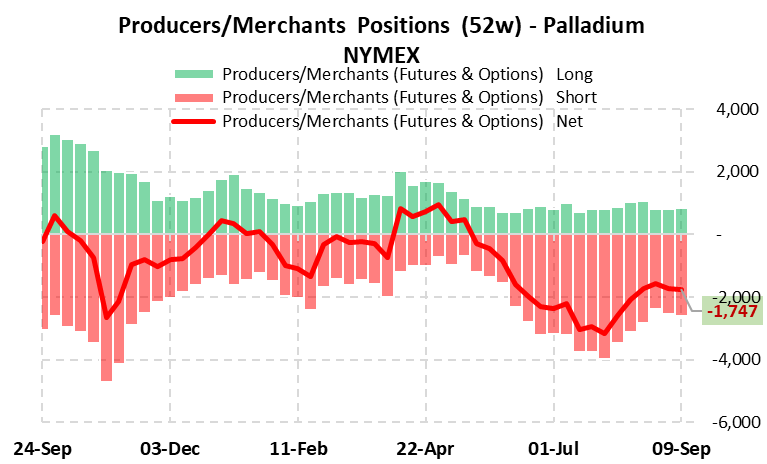 Producers/Merchants Positions (52w) - Palladium
NYMEX
Producers/Merchants (Futures & Options) Long
Producers/Merchants (Futures & Options) Short
Producers/Merchants (Futures & Options) Net
4,000
2,000
-
-2,000
-1,747
-4,000
-6,000
24-Sep 03-Dec 11-Feb 22-Apr 01-Jul 09-Sep